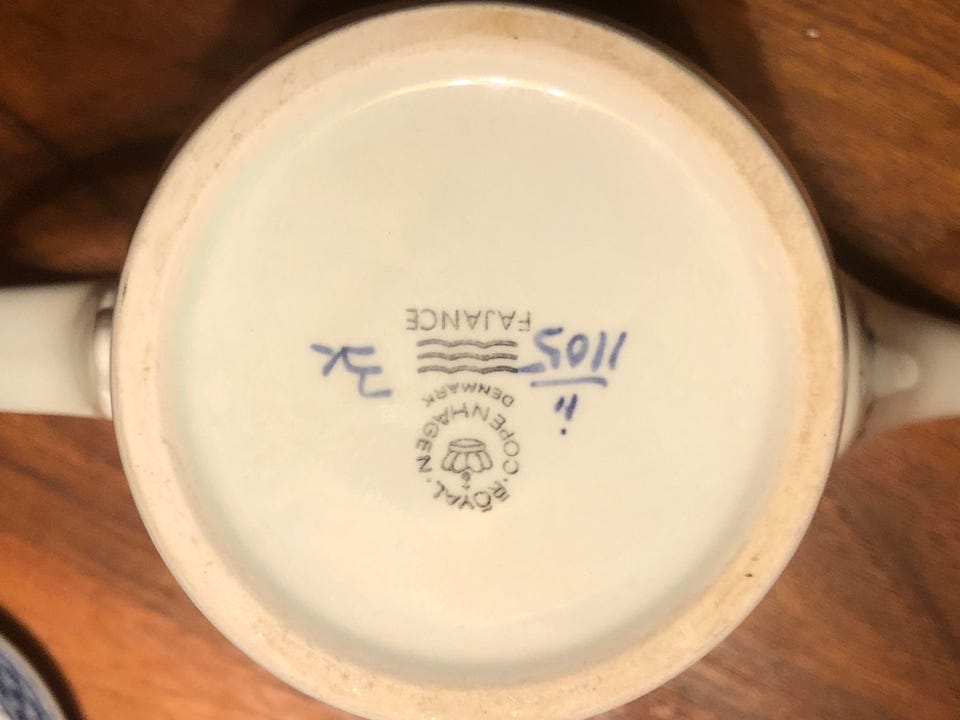 ROYAL · COPENHAGEN ·
DENMARK
FAJANCE
1105